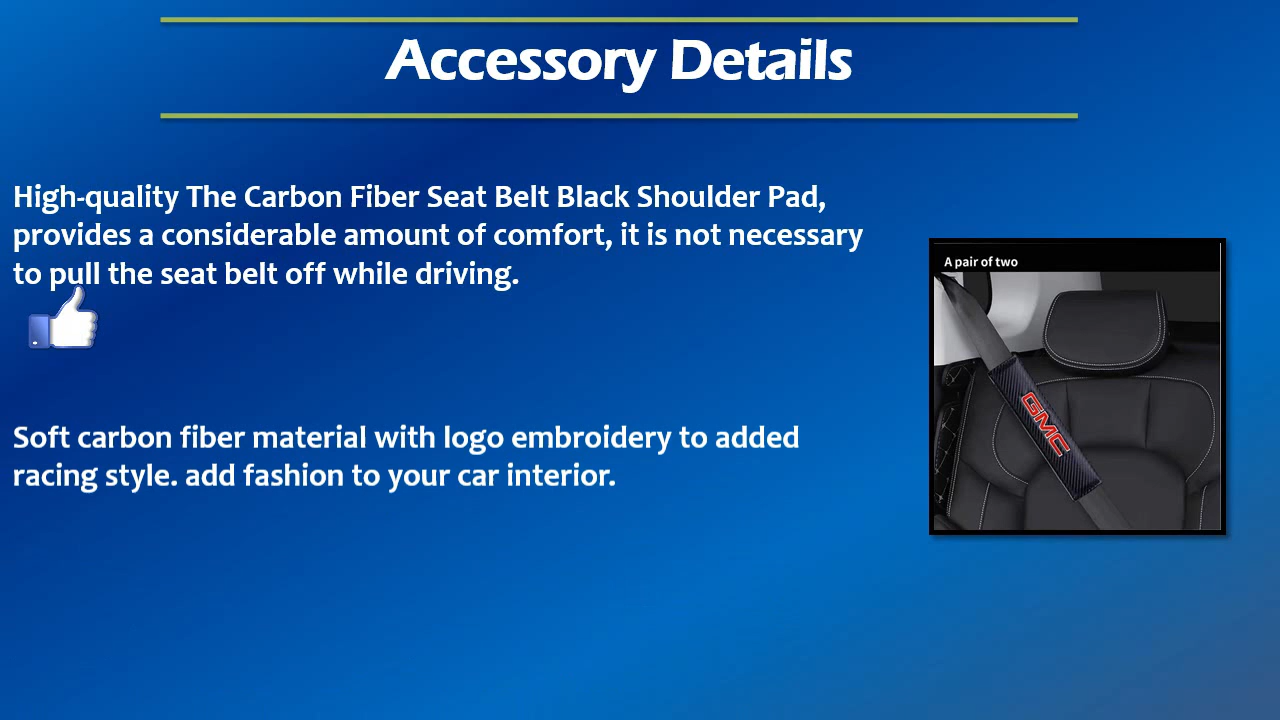 Accessory Details
High-quality The Carbon Fiber Seat Belt Black Shoulder Pad,
provides a considerable amount of comfort, it is not necessary
to pull the seat belt off while driving.
A pair of two
GMC
Soft carbon fiber material with logo embroidery to added
racing style. add fashion to your car interior.